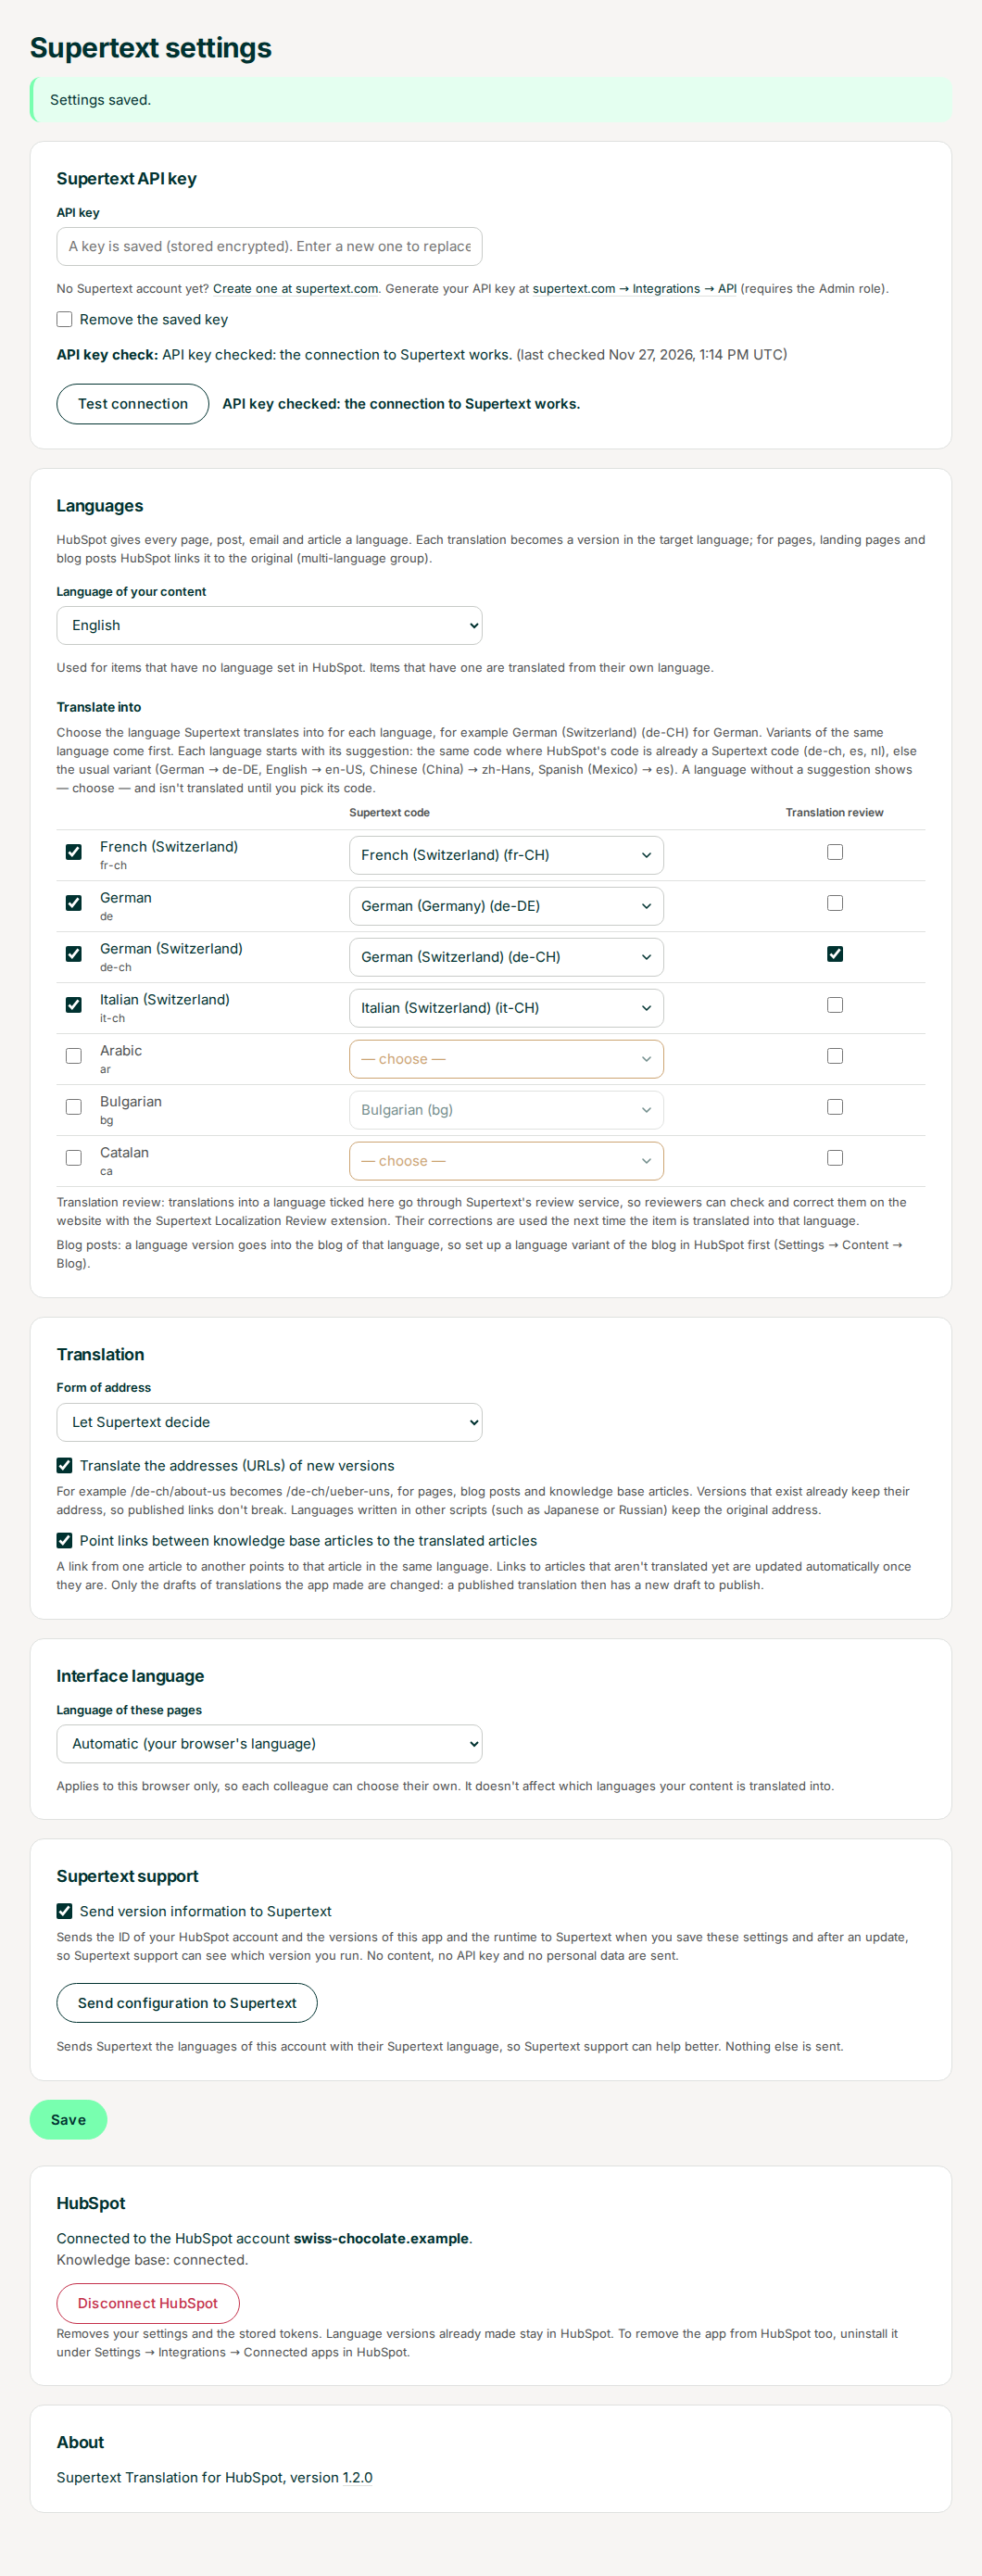 Supertext settings
Settings saved.
Supertext API key
API key
A key is saved (stored encrypted). Enter a new one to replace
No Supertext account yet? Create one at supertext.com. Generate your API key at supertext.com → Integrations → API (requires the Admin role).
Remove the saved key
API key check: API key checked: the connection to Supertext works. (last checked Nov 27, 2026, 1:14 PM UTC)
Test connection API key checked: the connection to Supertext works.
Languages
HubSpot gives every page, post, email and article a language. Each translation becomes a version in the target language; for pages, landing pages and
blog posts HubSpot links it to the original (multi-language group).
Language of your content
English
Used for items that have no language set in HubSpot. Items that have one are translated from their own language.
Translate into
Choose the language Supertext translates into for each language, for example German (Switzerland) (de-CH) for German. Variants of the same
language come first. Each language starts with its suggestion: the same code where HubSpot's code is already a Supertext code (de-ch, es, nl), else
the usual variant (German → de-DE, English → en-US, Chinese (China) → zh-Hans, Spanish (Mexico) → es). A language without a suggestion shows
— choose — and isn't translated until you pick its code.
Supertext code Translation review
French (Switzerland) French (Switzerland) (fr-CH)
fr-ch
German German (Germany) (de-DE)
de
German (Switzerland) German (Switzerland) (de-CH)
de-ch
Italian (Switzerland) Italian (Switzerland) (it-CH)
it-ch
Arabic — choose —
ar
Bulgarian Bulgarian (bg)
bg
Catalan — choose —
ca
Translation review: translations into a language ticked here go through Supertext's review service, so reviewers can check and correct them on the
website with the Supertext Localization Review extension. Their corrections are used the next time the item is translated into that language.
Blog posts: a language version goes into the blog of that language, so set up a language variant of the blog in HubSpot first (Settings → Content →
Blog).
Translation
Form of address
Let Supertext decide
Translate the addresses (URLs) of new versions
For example /de-ch/about-us becomes /de-ch/ueber-uns, for pages, blog posts and knowledge base articles. Versions that exist already keep their
address, so published links don't break. Languages written in other scripts (such as Japanese or Russian) keep the original address.
Point links between knowledge base articles to the translated articles
A link from one article to another points to that article in the same language. Links to articles that aren't translated yet are updated automatically once
they are. Only the drafts of translations the app made are changed: a published translation then has a new draft to publish.
Interface language
Language of these pages
Automatic (your browser's language)
Applies to this browser only, so each colleague can choose their own. It doesn't affect which languages your content is translated into.
Supertext support
Send version information to Supertext
Sends the ID of your HubSpot account and the versions of this app and the runtime to Supertext when you save these settings and after an update,
so Supertext support can see which version you run. No content, no API key and no personal data are sent.
Send configuration to Supertext
Sends Supertext the languages of this account with their Supertext language, so Supertext support can help better. Nothing else is sent.
Save
HubSpot
Connected to the HubSpot account swiss-chocolate.example.
Knowledge base: connected.
Disconnect HubSpot
Removes your settings and the stored tokens. Language versions already made stay in HubSpot. To remove the app from HubSpot too, uninstall it
under Settings → Integrations → Connected apps in HubSpot.
About
Supertext Translation for HubSpot, version 1.2.0